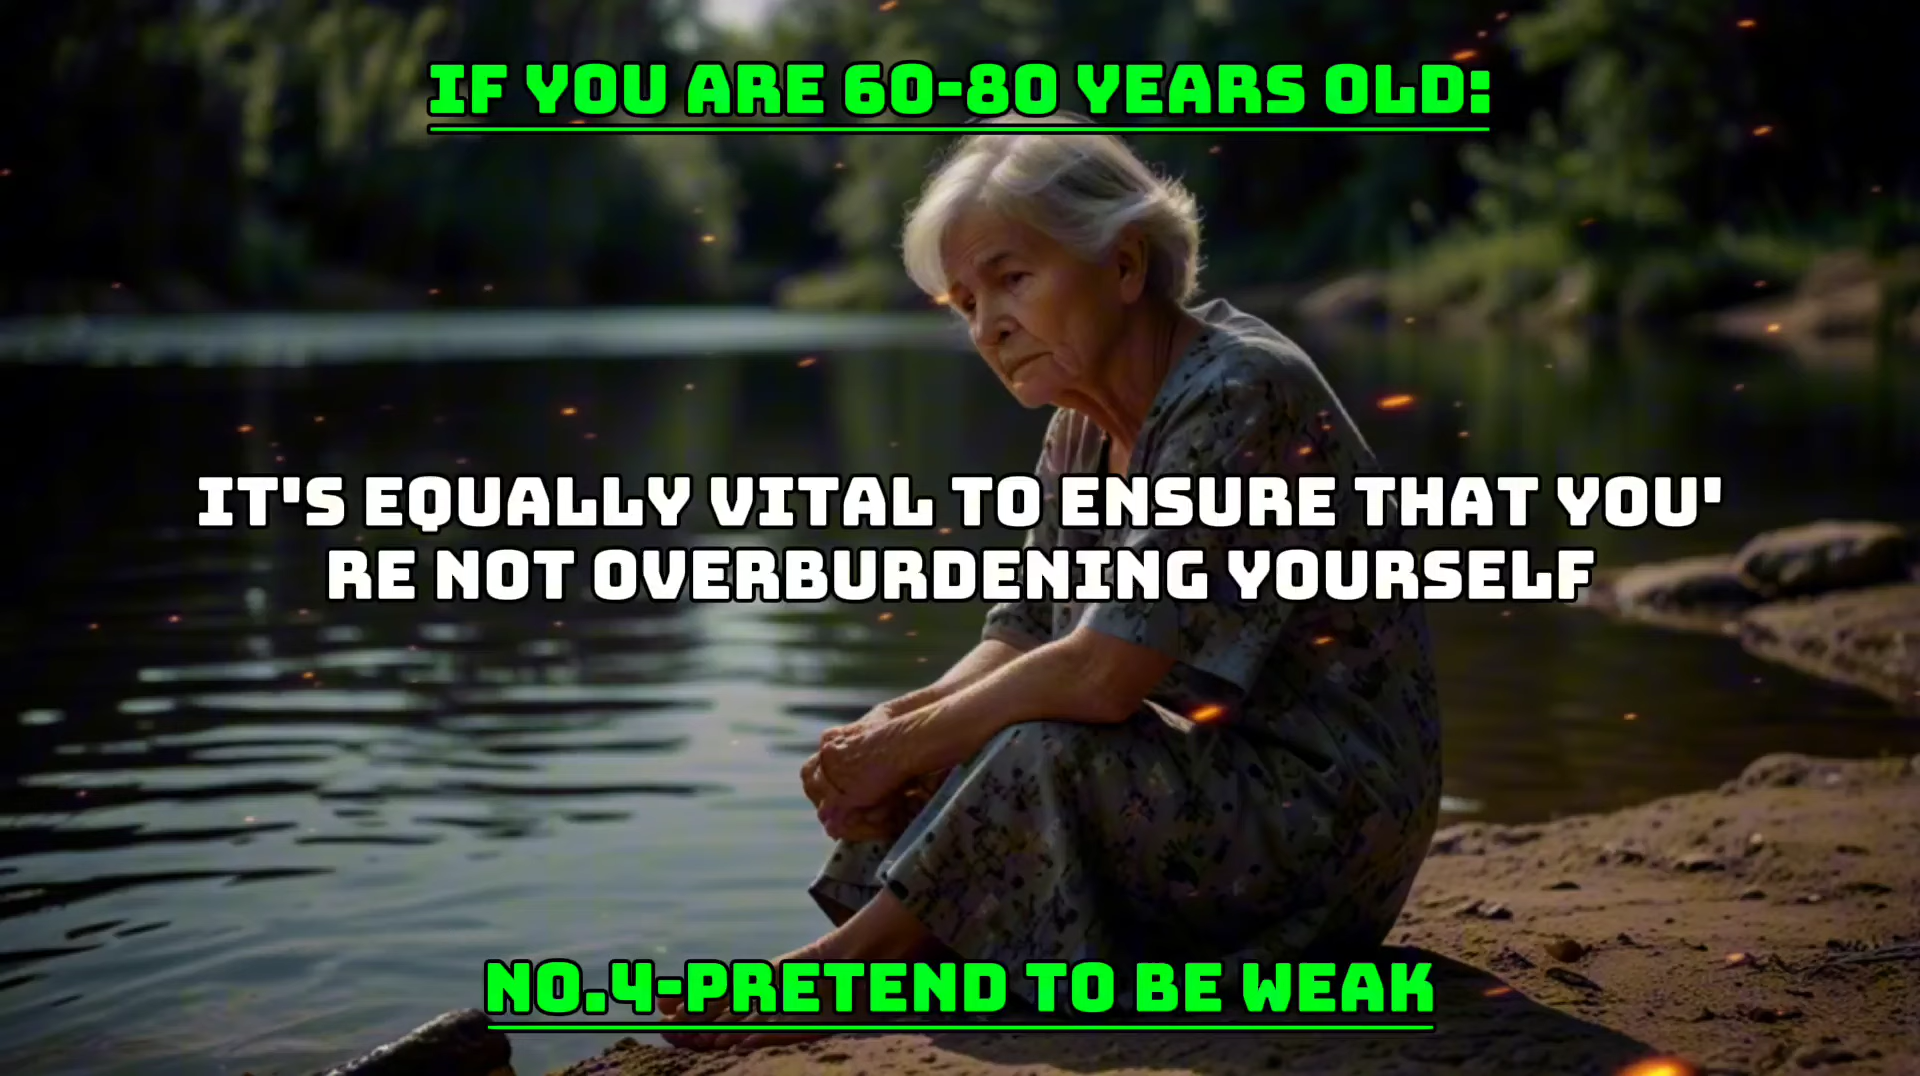 IF YOU ARE 60-80 YEARS OLD:
IT'S EQUALLY VITAL TO ENSURE THAT YOU'
RE NOT OVERBURDENING YOURSELF
NO.4-PRETEND TO BE WEAK